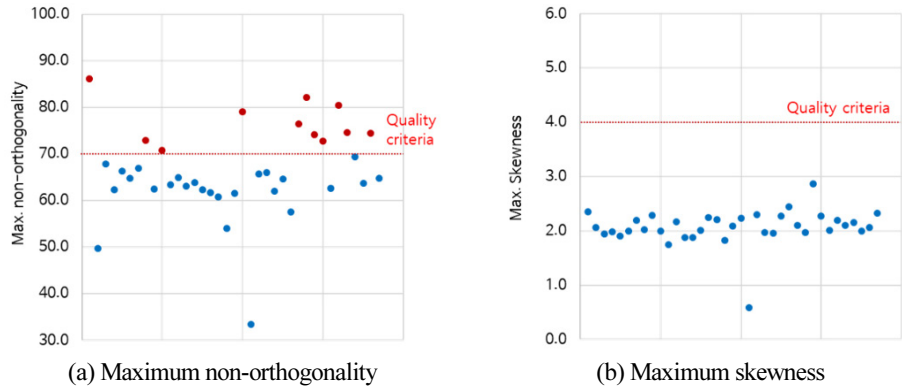 100.0
90.0
80.0
70.0
60.0
50.0
40.0
30.0
Max. non-orthogonality
Quality
criteria
(a) Maximum non-orthogonality
6.0
5.0
4.0
3.0
2.0
1.0
0.0
Max. Skewness
Quality criteria
(b) Maximum skewness